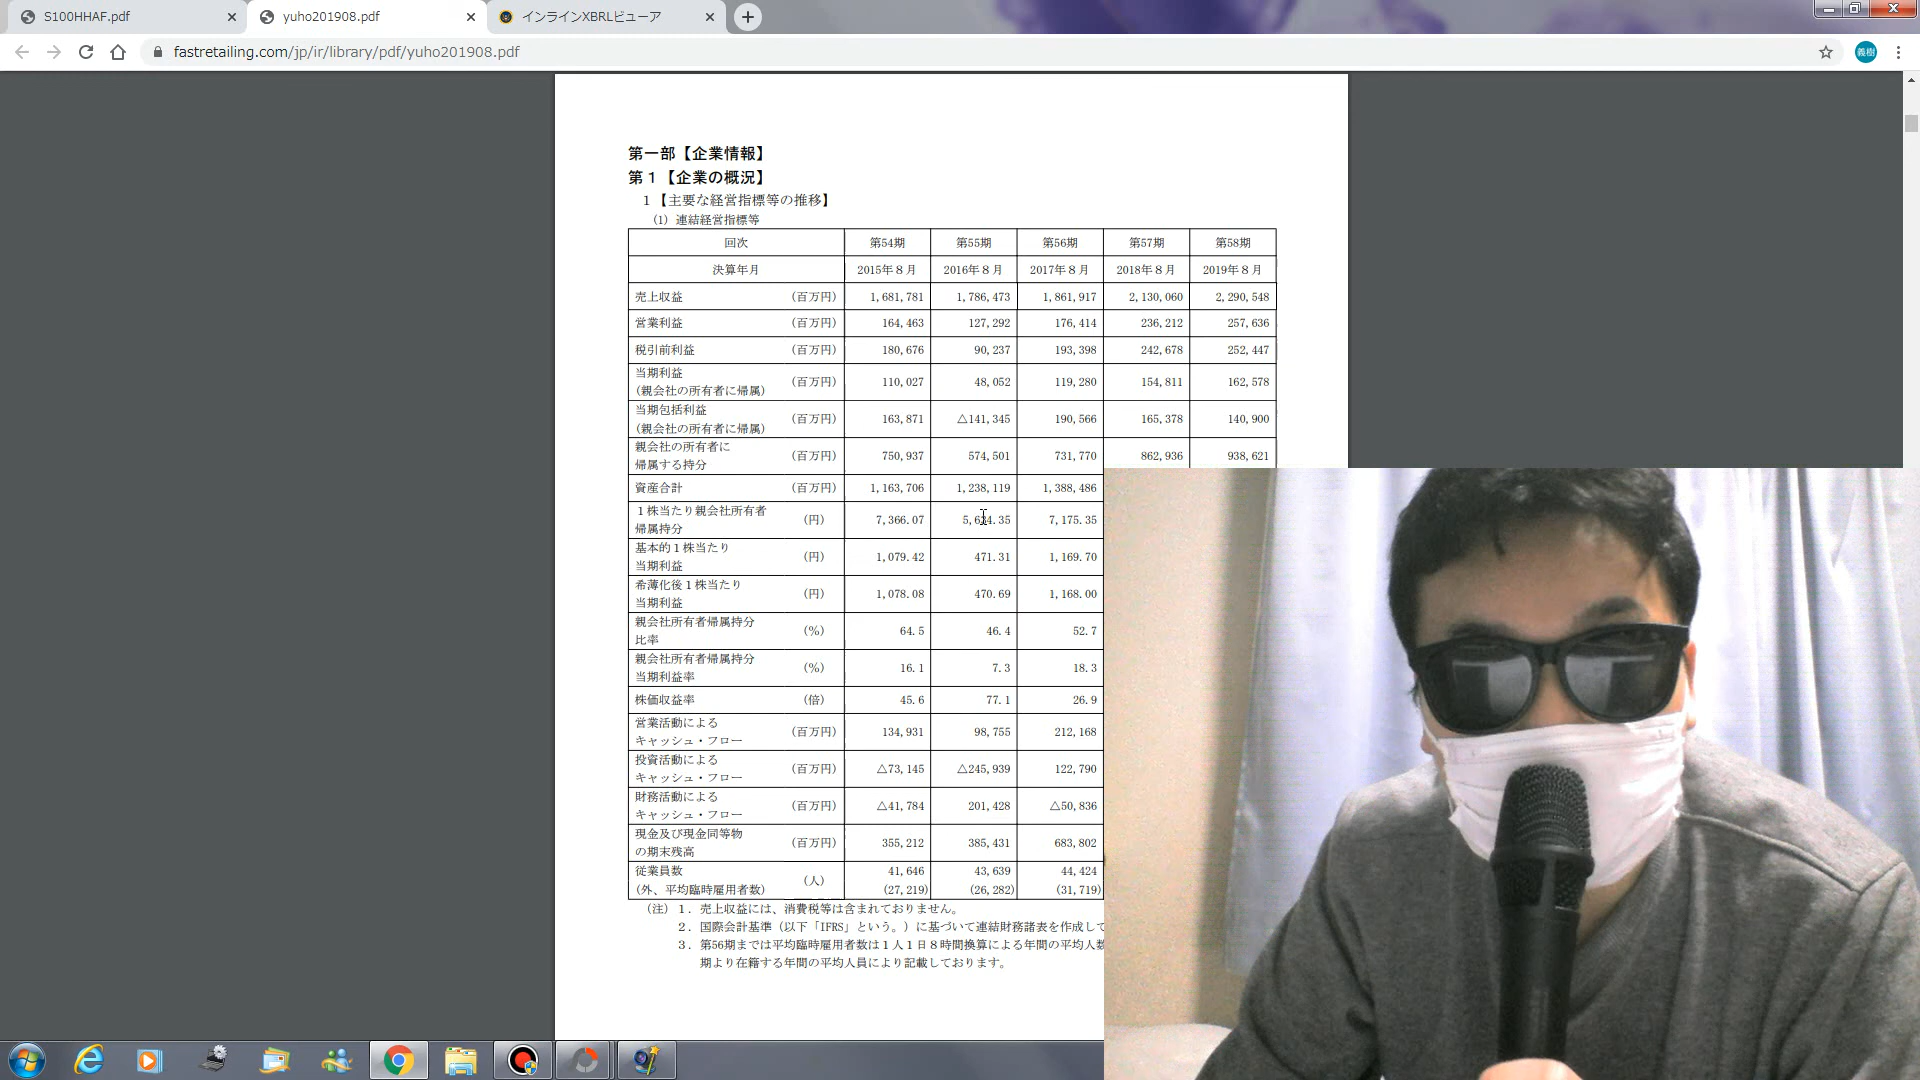 S100HHAF.pdf
yuho201908.pdf
インラインXBRLビューア
fastretailing.com/jp/ir/library/pdf/yuho201908.pdf
義樹
第一部【企業情報】
第1【企業の概況】
1【主要な経営指標等の推移】
(1) 連結経営指標等
回次 第54期 第55期 第56期 第57期 第58期
決算年月 2015年8月 2016年8月 2017年8月 2018年8月 2019年8月
売上収益 (百万円) 1,681,781 1,786,473 1,861,917 2,130,060 2,290,548
営業利益 (百万円) 164,463 127,292 176,414 236,212 257,636
税引前利益 (百万円) 180,676 90,237 193,398 242,678 252,447
当期利益
(親会社の所有者に帰属) (百万円) 110,027 48,052 119,280 154,811 162,578
当期包括利益
(親会社の所有者に帰属) (百万円) 163,871 △141,345 190,566 165,378 140,900
親会社の所有者に
帰属する持分 (百万円) 750,937 574,501 731,770 862,936 938,621
資産合計 (百万円) 1,163,706 1,238,119 1,388,486
1株当たり親会社所有者
帰属持分 (円) 7,366.07 7,175.35
基本的1株当たり
当期利益 (円) 1,079.42 471.31 1,169.70
希薄化後1株当たり
当期利益 (円) 1,078.08 470.69 1,168.00
親会社所有者帰属持分
比率 (%) 64.5 46.4 52.7
親会社所有者帰属持分
当期利益率 (%) 16.1 7.3 18.3
株価収益率 (倍) 45.6 77.1 26.9
営業活動による
キャッシュ・フロー (百万円) 134,931 98,755 212,168
投資活動による
キャッシュ・フロー (百万円) △73,145 △245,939 122,790
財務活動による
キャッシュ・フロー (百万円) △41,784 201,428 △50,836
現金及び現金同等物
の期末残高 (百万円) 355,212 385,431 683,802
従業員数
(外、平均臨時雇用者数) (人) 41,646 43,639 44,424
(27,219) (26,282) (31,719)
(注) 1. 売上収益には、消費税等は含まれておりません。
2. 国際会計基準(以下「IFRS」という。)に基づいて連結財務諸表を作成して
3. 第56期までは平均臨時雇用者数は1人1日8時間換算による年間の平均人数
期より在籍する年間の平均人員により記載しております。